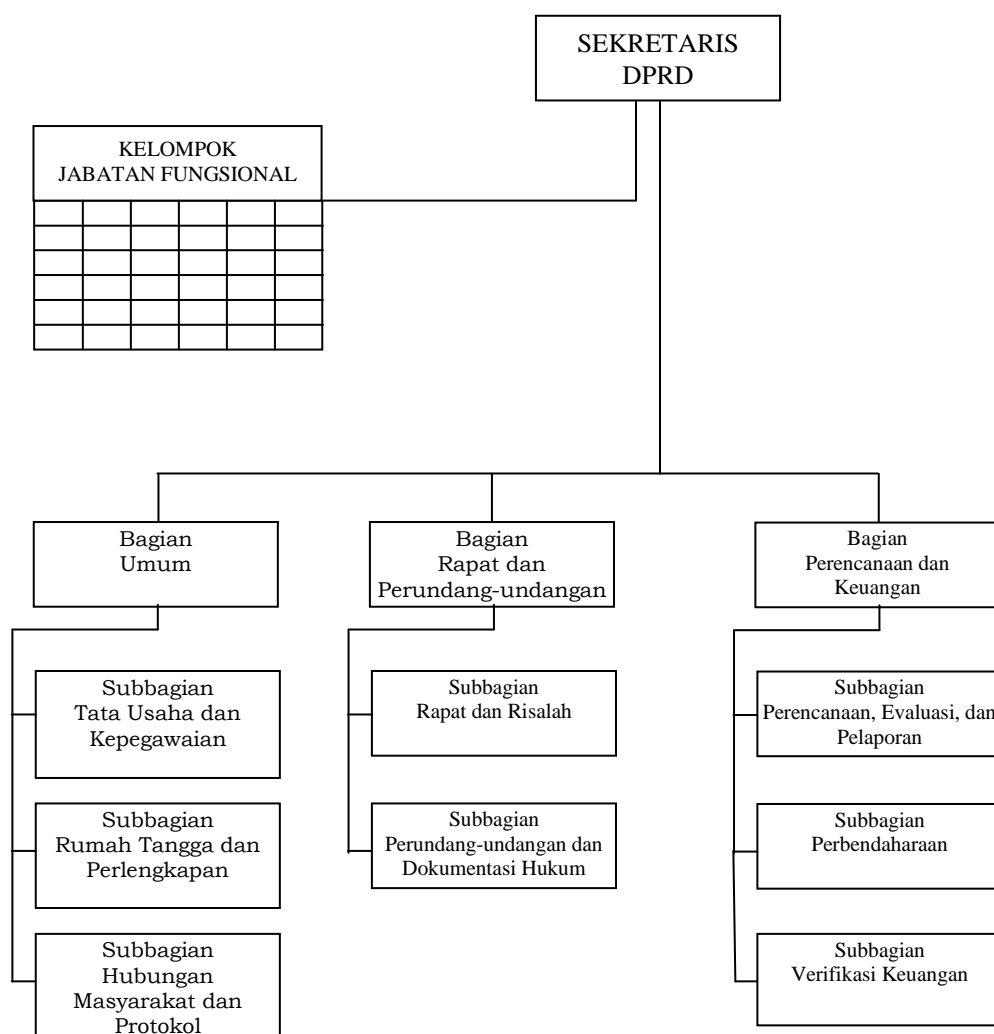 SEKRETARIS
DPRD
KELOMPOK
JABATAN FUNGSIONAL
Bagian
Umum
Bagian
Rapat dan
Perundang-undangan
Bagian
Perencanaan dan
Keuangan
Subbagian
Tata Usaha dan
Kepegawaian
Subbagian
Rapat dan Risalah
Subbagian
Perencanaan, Evaluasi, dan
Pelaporan
Subbagian
Rumah Tangga dan
Perlengkapan
Subbagian
Perundang-undangan dan
Dokumentasi Hukum
Subbagian
Perbendaharaan
Subbagian
Hubungan
Masyarakat dan
Protokol
Subbagian
Verifikasi Keuangan